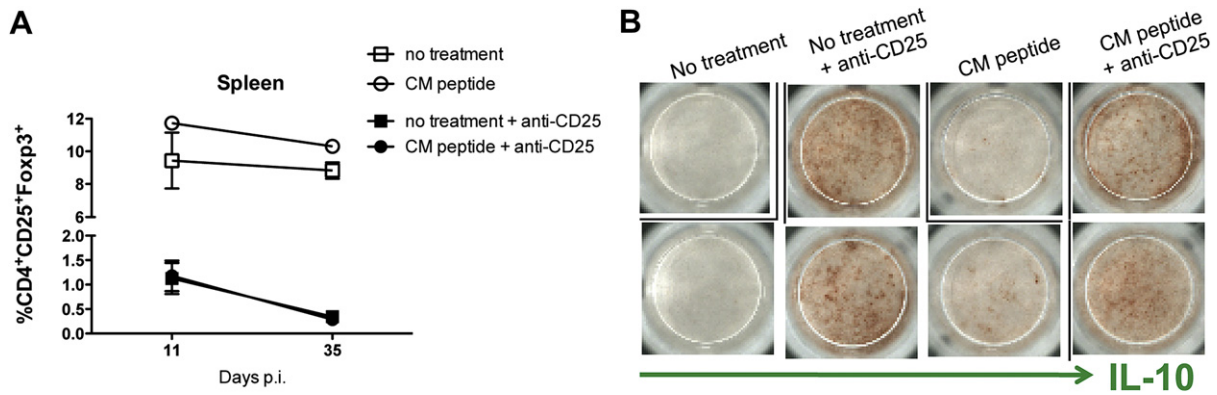 A
Spleen
no treatment
CM peptide
no treatment + anti-CD25
CM peptide + anti-CD25
%CD4+CD25+Foxp3+
12
10
8
6
2.0
1.5
1.0
0.5
0.0
11
35
Days p.i.
B
No treatment
No treatment
+ anti-CD25
CM peptide
CM peptide
+ anti-CD25
IL-10